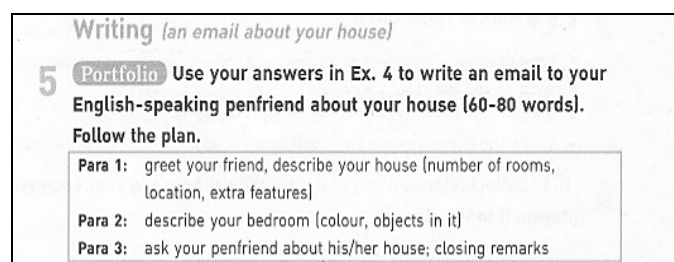 Writing (an email about your house)
5 Portfolio Use your answers in Ex. 4 to write an email to your
English-speaking penfriend about your house (60-80 words).
Follow the plan.
Para 1: greet your friend, describe your house (number of rooms,
location, extra features)
Para 2: describe your bedroom (colour, objects in it)
Para 3: ask your penfriend about his/her house; closing remarks